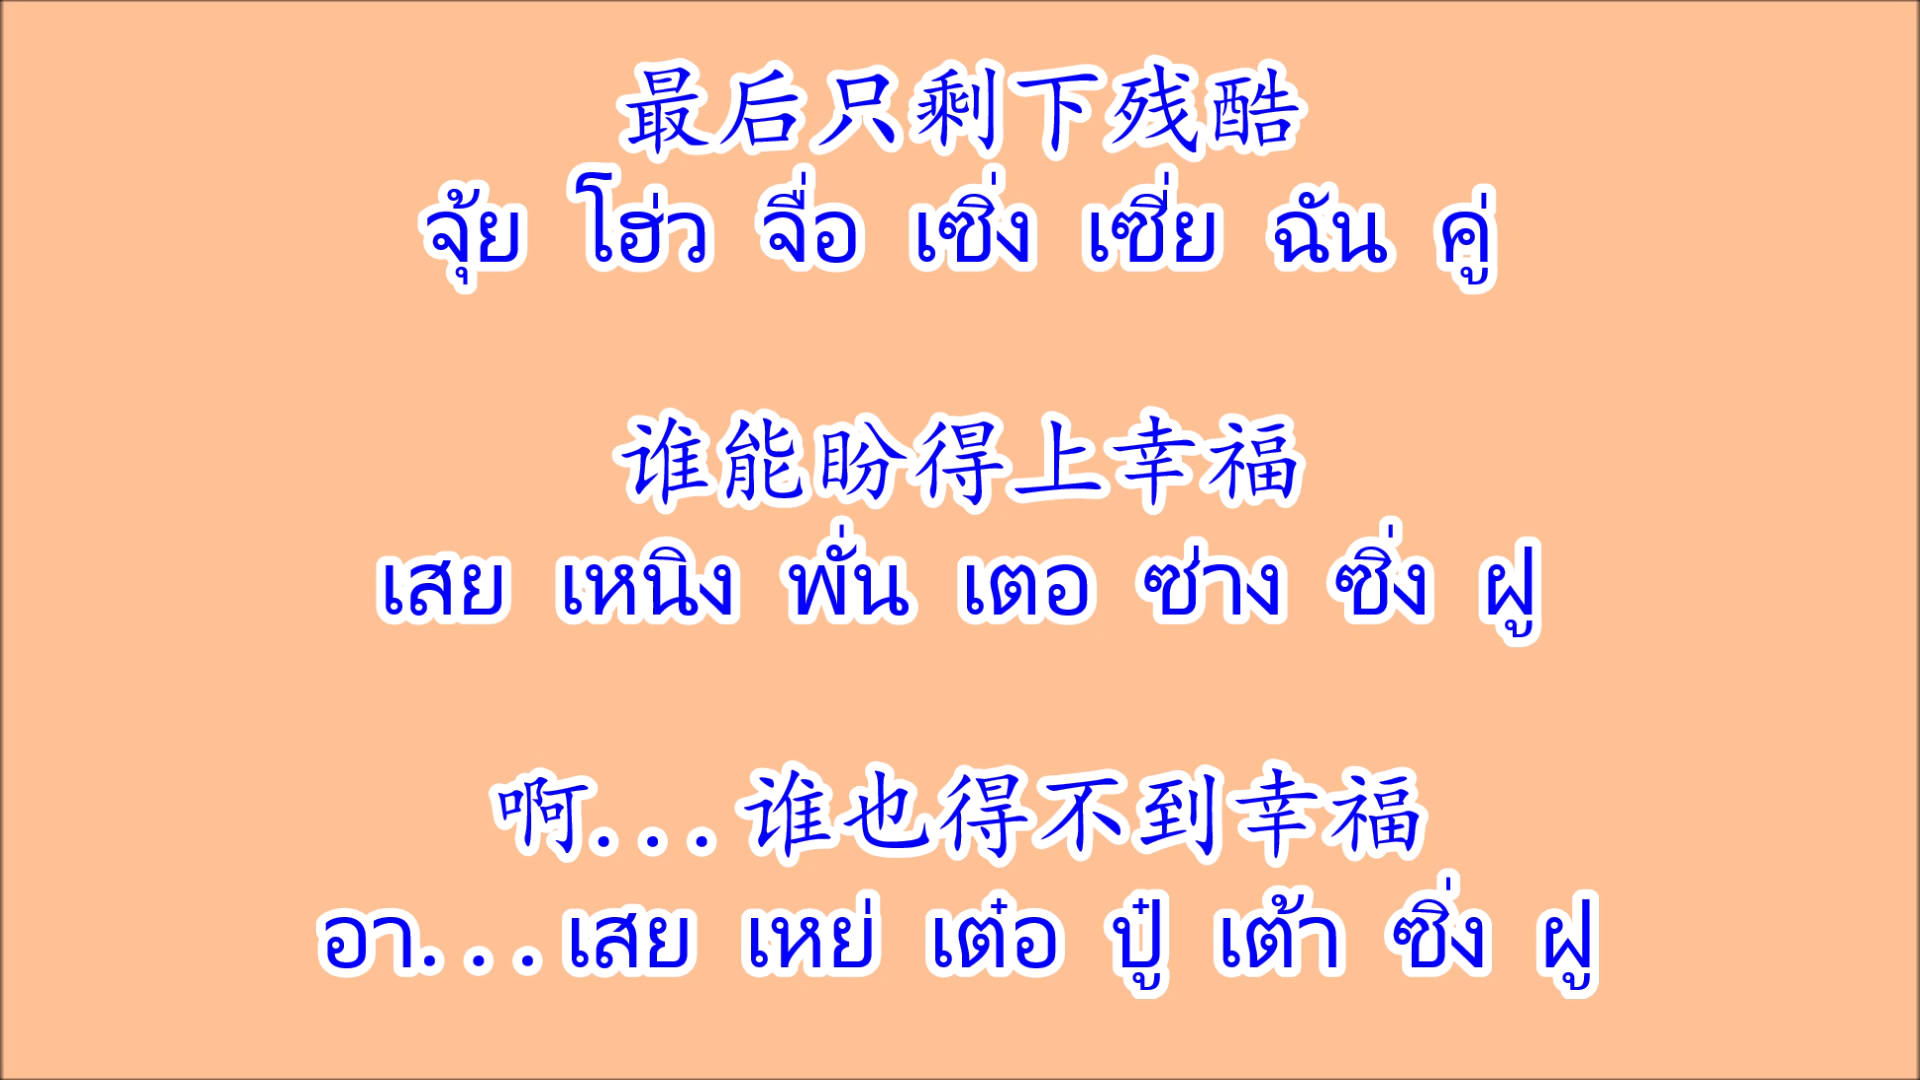 最后只剩下残酷
จุ้ย โฮ่ว จื่อ เซิ่ง เซี่ย ฉัน คู่
谁能盼得上幸福
เสย เหนิง พั่น เตอ ซ่าง ซิ่ง ฝู
啊...谁也得不到幸福
อา...เสย เหย่ เต๋อ ปู๋ เต้า ซิ่ง ฝู